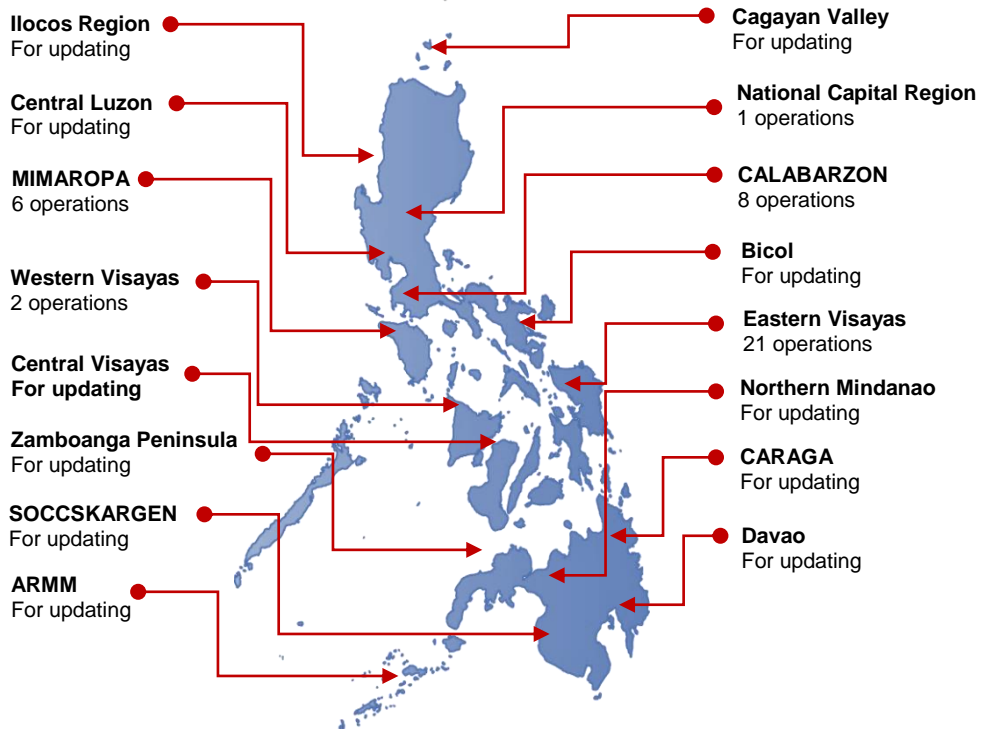 Ilocos Region
For updating
Central Luzon
For updating
MIMAROPA
6 operations
Western Visayas
2 operations
Central Visayas
For updating
Zamboanga Peninsula
For updating
SOCCSKARGEN
For updating
ARMM
For updating
Cagayan Valley
For updating
National Capital Region
1 operations
CALABARZON
8 operations
Bicol
For updating
Eastern Visayas
21 operations
Northern Mindanao
For updating
CARAGA
For updating
Davao
For updating